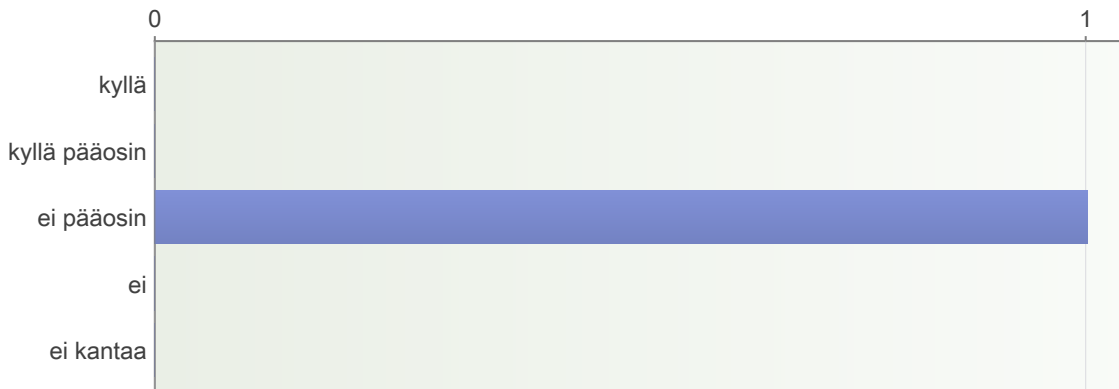 0 1
kyllä
kyllä pääosin
ei pääosin
ei
ei kantaa